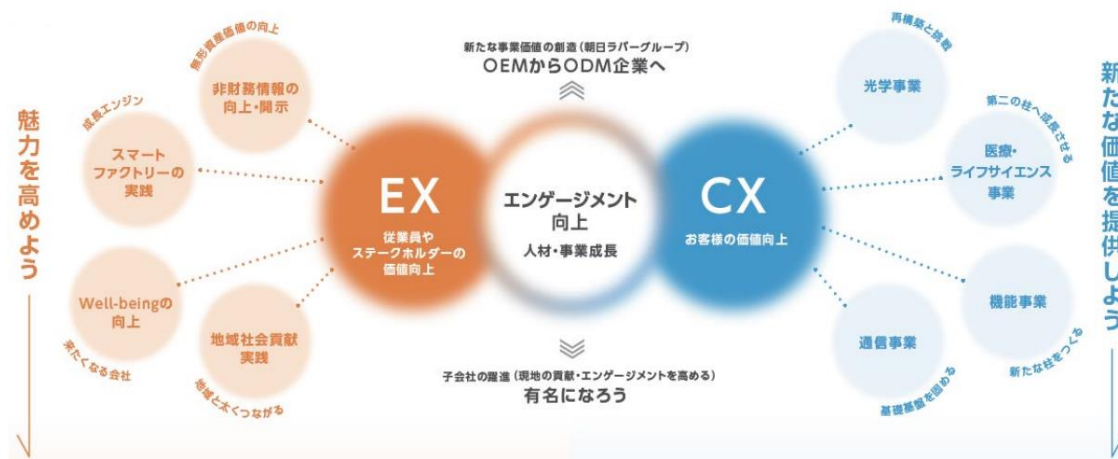 魅力を高めよう
無形資産価値の向上
非財務情報の
向上・開示
成長エンジン
スマート
ファクトリーの
実践
Well-beingの
向上
来たくなる会社
地域社会貢献
実践
地域と太くつながる
EX
従業員や
ステークホルダーの
価値向上
新たな事業価値の創造(朝日ラバーグループ)
OEMからODM企業へ
エンゲージメント
向上
人材・事業成長
子会社の躍進(現地の貢献・エンゲージメントを高める)
有名になろう
CX
お客様の価値向上
再構築と挑戦
光学事業
第二の柱へ成長させる
医療・
ライフサイエンス
事業
機能事業
新たな柱をつくる
通信事業
基礎基盤を固める
新たな価値を提供しよう